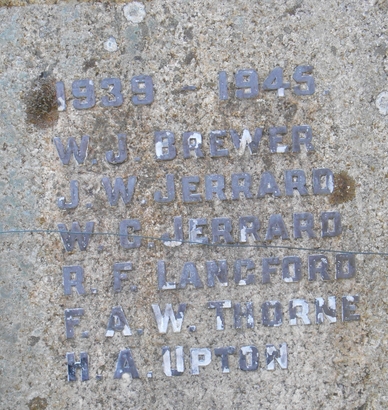 1939 - 1945.
W. J. BREWER
J. W. JERRARD
W. G. JERRARD.
R. F. LANGFORD
F. A. W. THORNE
H. A. UPTON